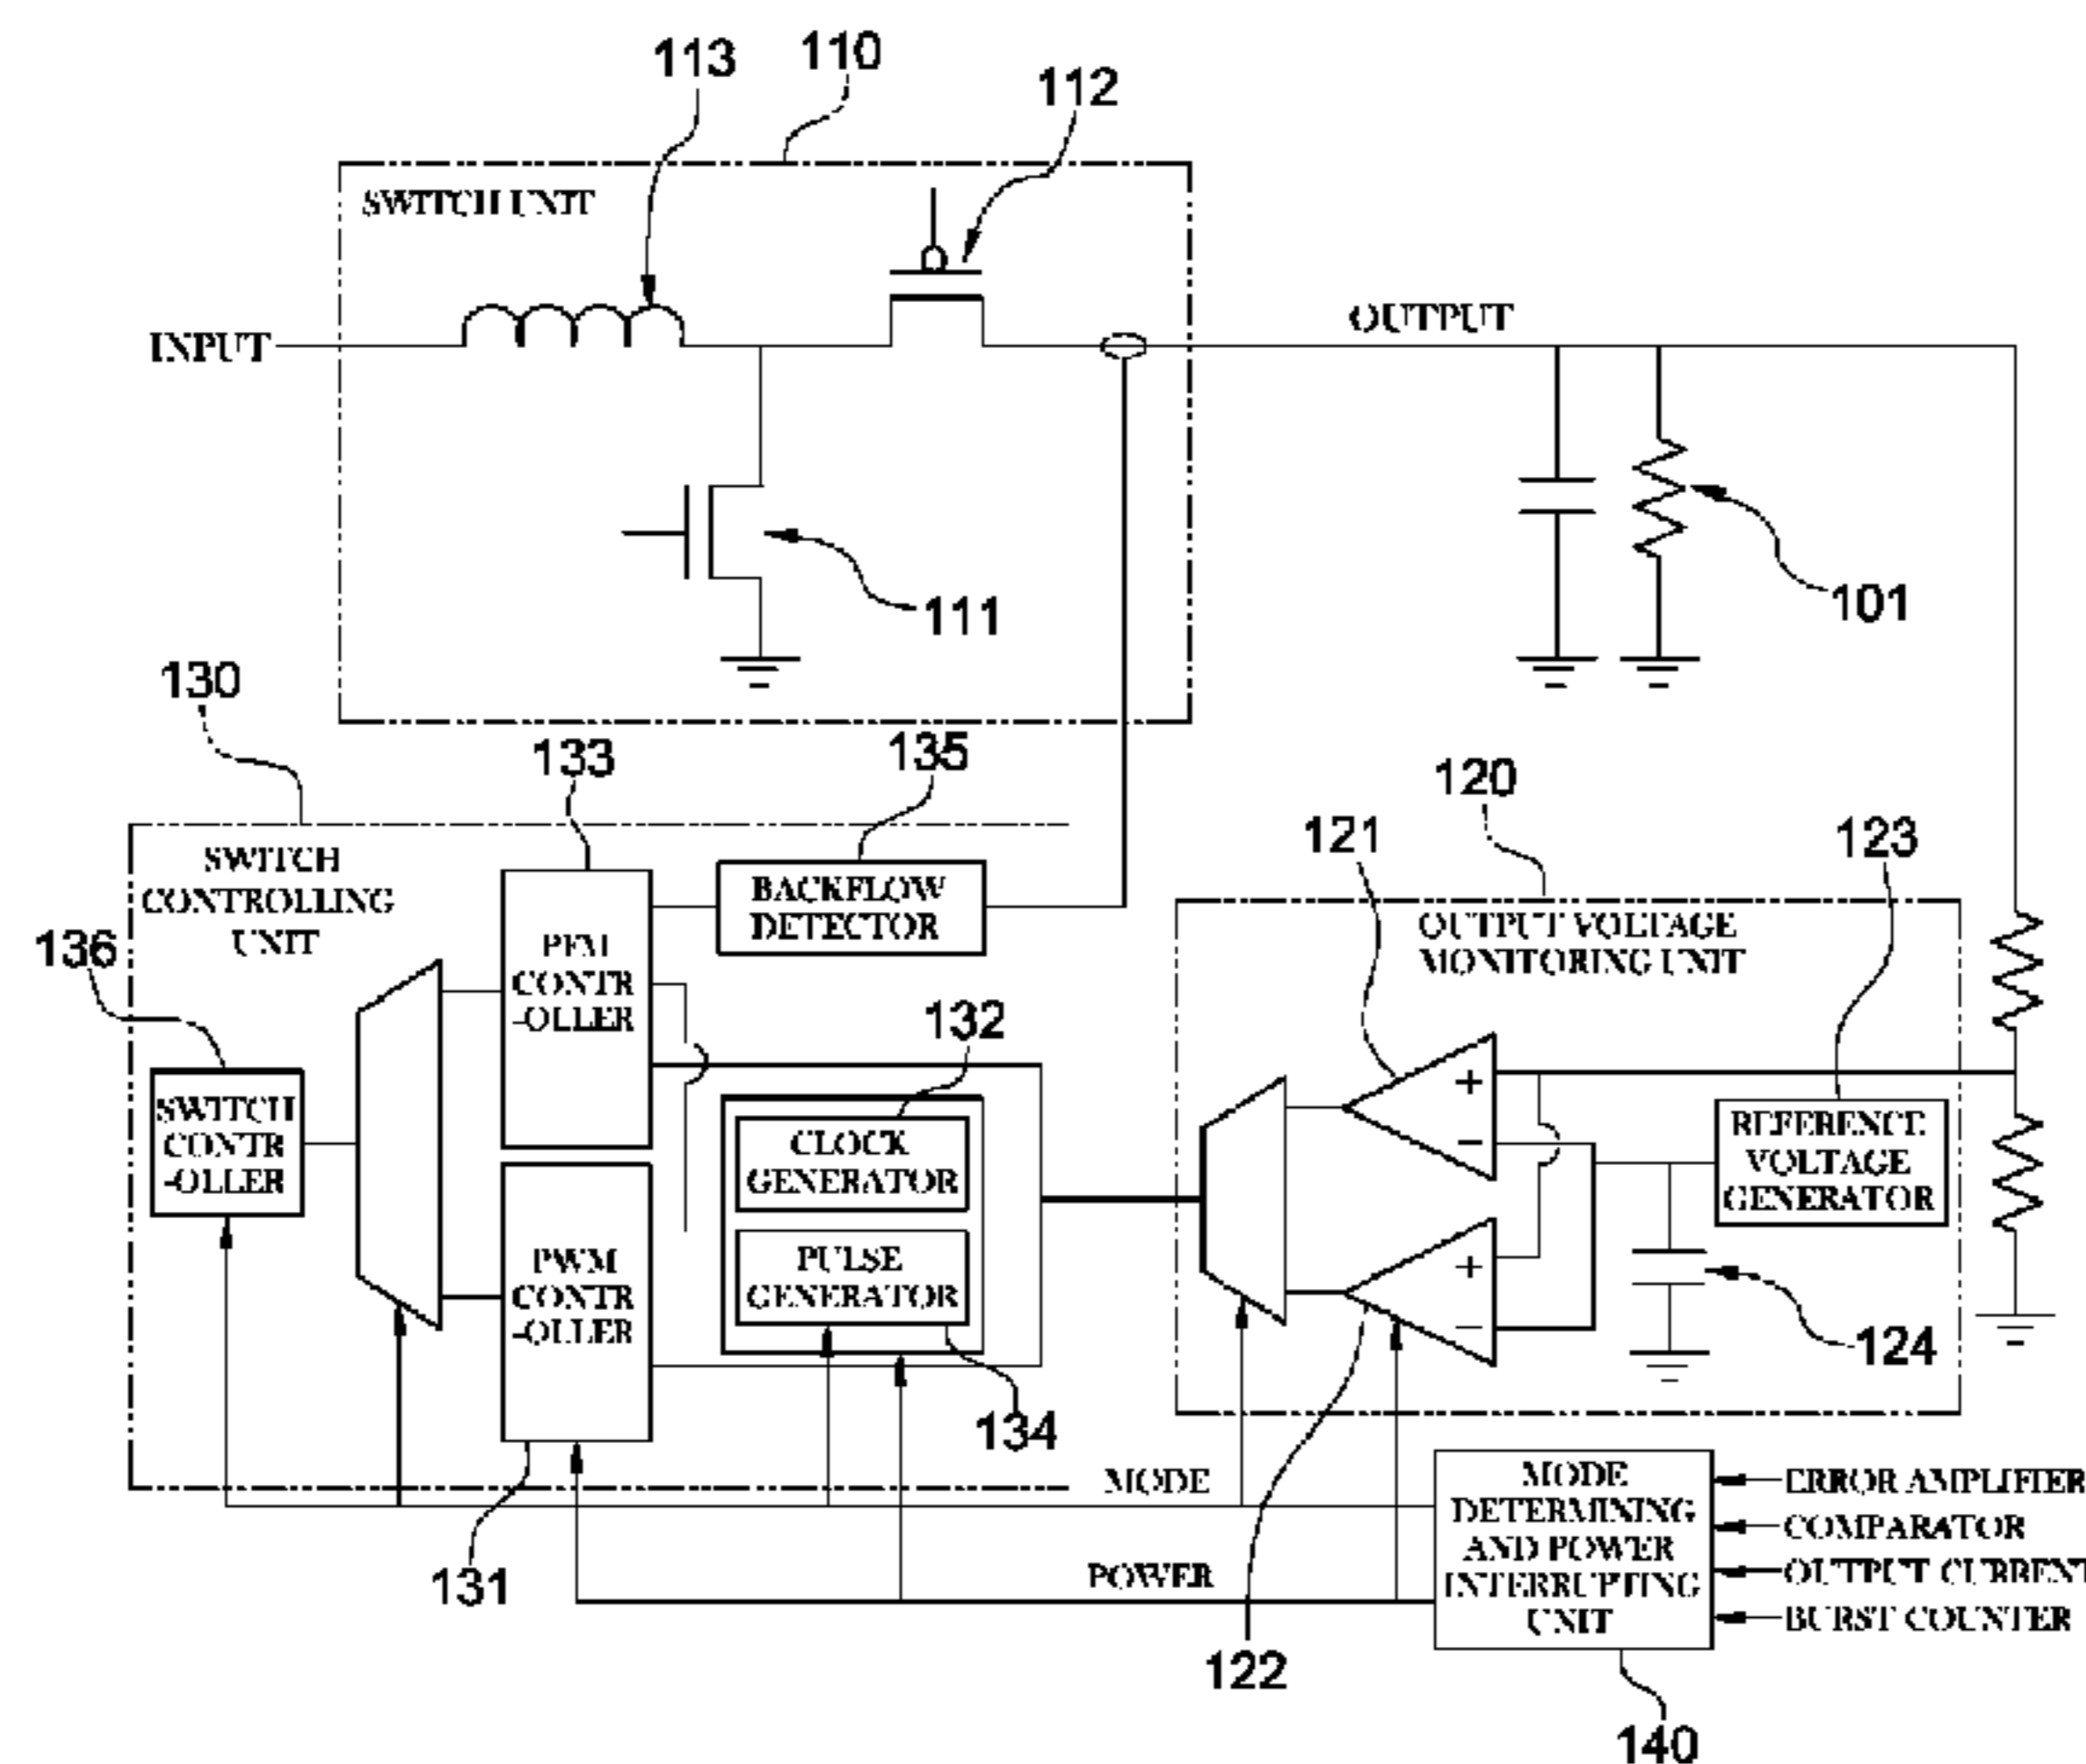 113
110
112
SWITCH UNIT
INPUT
OUTPUT
101
111
130
133
135
120
121
123
SWITCH
CONTROLLING
UNIT
BACKFLOW
DETECTOR
OUTPUT VOLTAGE
MONITORING UNIT
136
PFM
CONTR
-OLLER
132
+
−
REFERENCE
VOLTAGE
GENERATOR
SWITCH
CONTR
-OLLER
CLOCK
GENERATOR
PWM
CONTR
-OLLER
PULSE
GENERATOR
+
−
124
134
MODE
MODE
DETERMINING
AND POWER
INTERRUPTING
UNIT
ERROR AMPLIFIER
COMPARATOR
OUTPUT CURRENT
BURST COUNTER
131
POWER
122
140